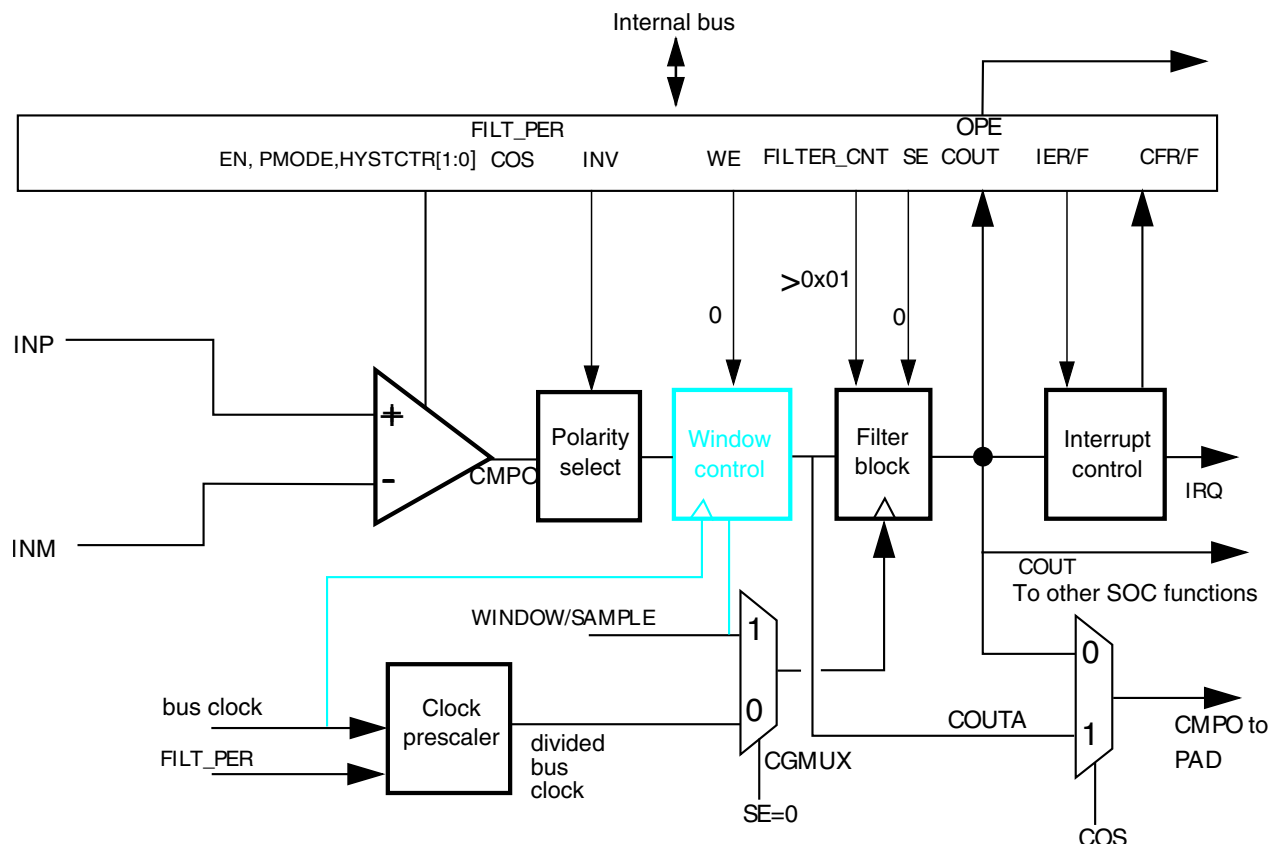 Internal bus
FILT_PER
OPE
EN, PMODE,HYSTCTR[1:0] COS INV WE FILTER_CNT SE COUT IER/F CFR/F
>0x01
0
0
INP
+
-
CMPO
Polarity
select
Window
control
Filter
block
Interrupt
control
IRQ
INM
COUT
To other SOC functions
WINDOW/SAMPLE
1
0
0
1
bus clock
FILT_PER
Clock
prescaler
divided
bus
clock
CGMUX
SE=0
COUTA
CMPO to
PAD
COS